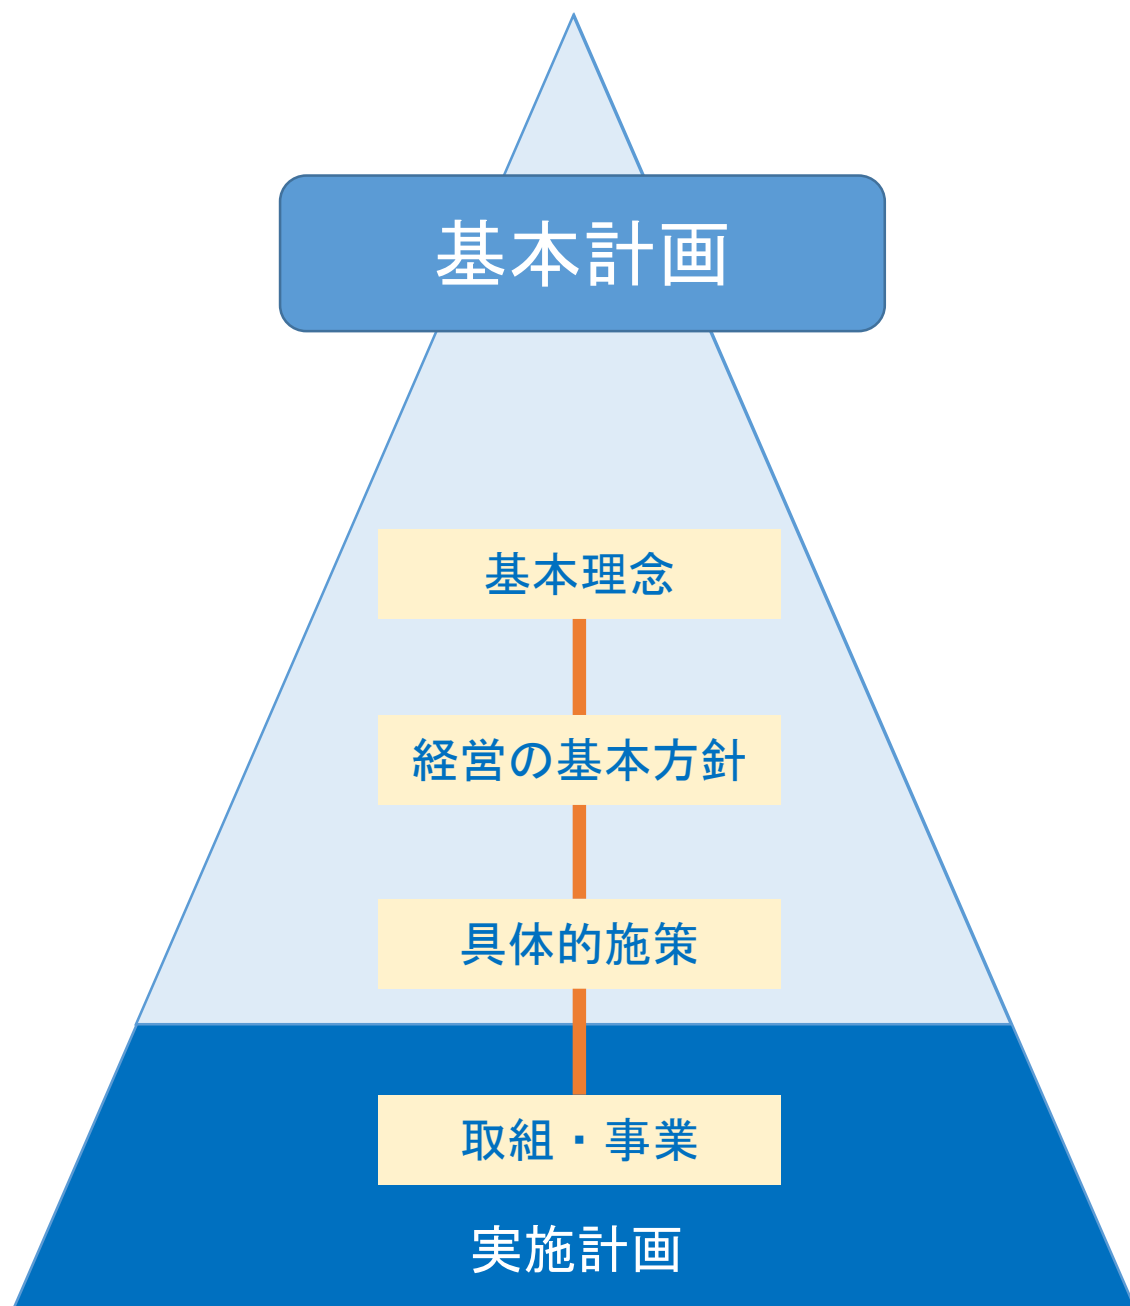 基本計画
基本理念
経営の基本方針
具体的施策
取組・事業
実施計画